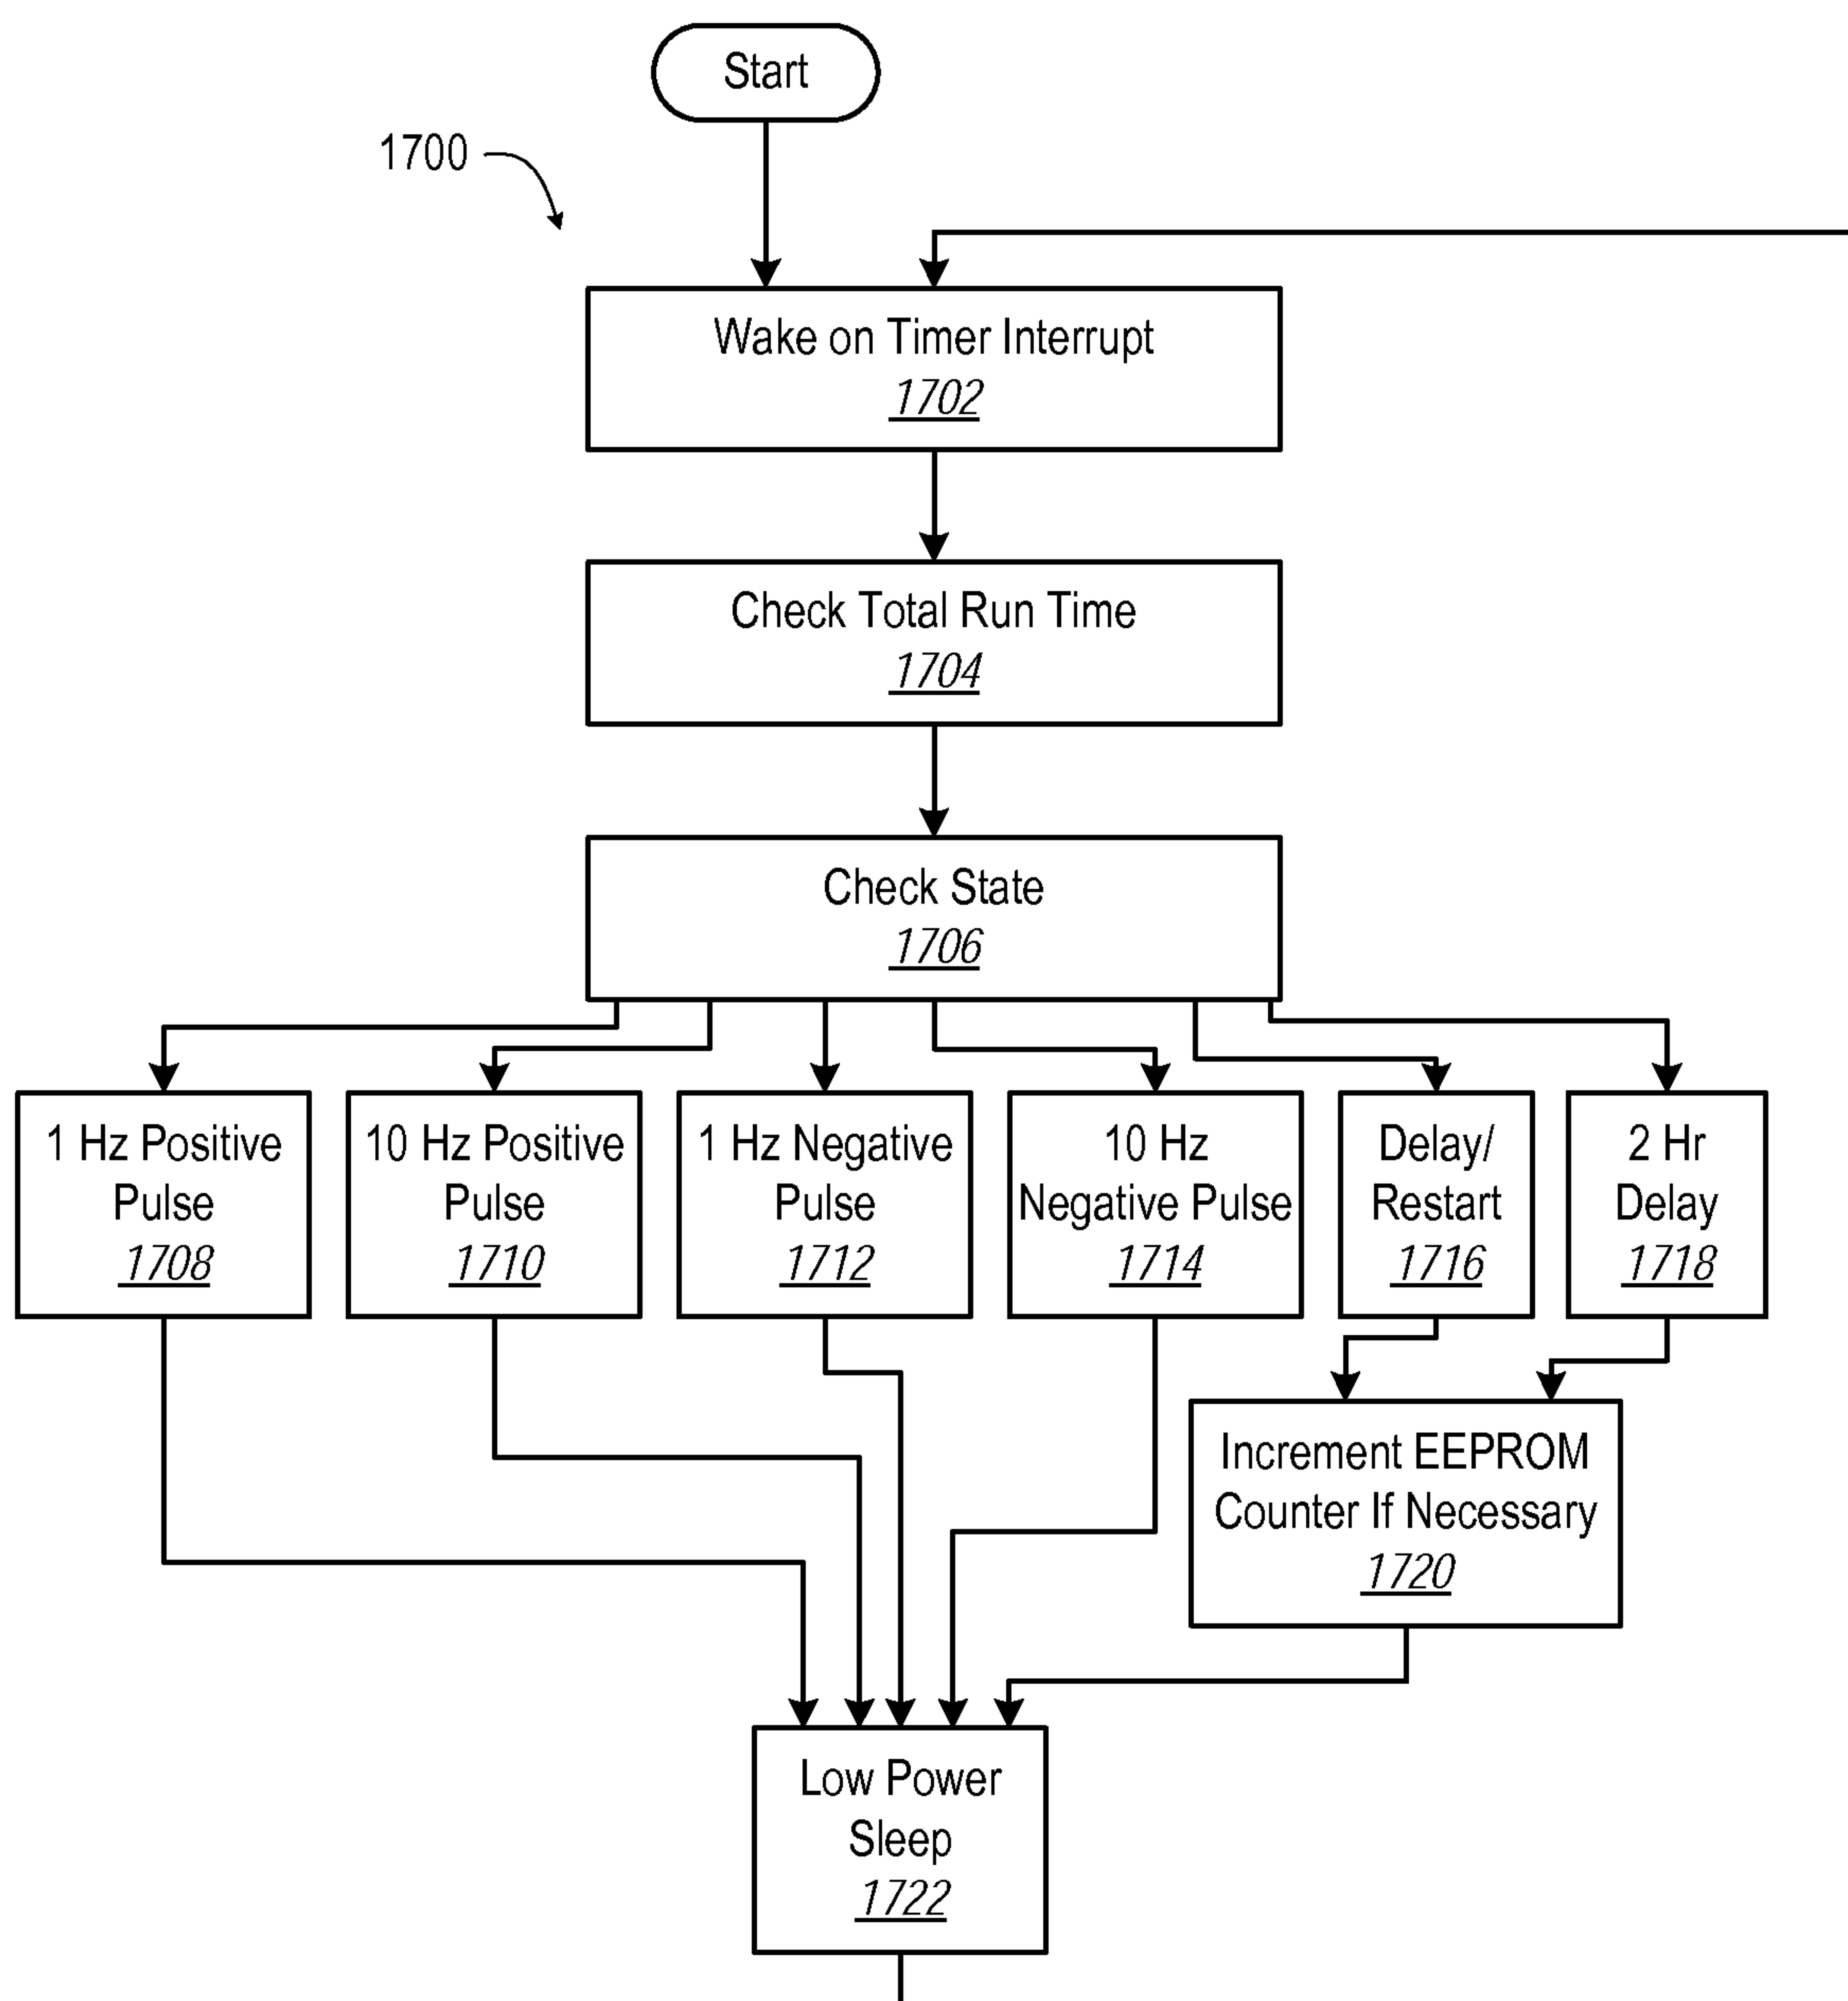 Start
1700
Wake on Timer Interrupt
1702
Check Total Run Time
1704
Check State
1706
1 Hz Positive
Pulse
1708
10 Hz Positive
Pulse
1710
1 Hz Negative
Pulse
1712
10 Hz
Negative Pulse
1714
Delay/
Restart
1716
2 Hr
Delay
1718
Increment EEPROM
Counter If Necessary
1720
Low Power
Sleep
1722